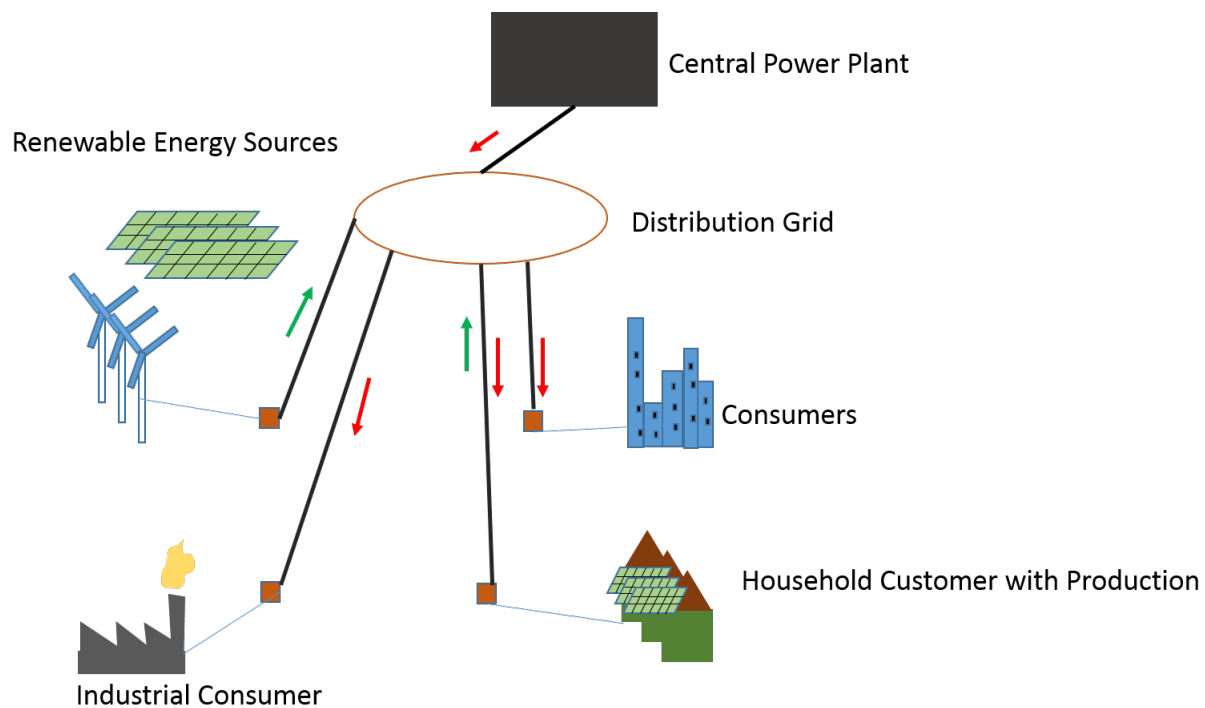 Central Power Plant
Renewable Energy Sources
Distribution Grid
Consumers
Household Customer with Production
Industrial Consumer